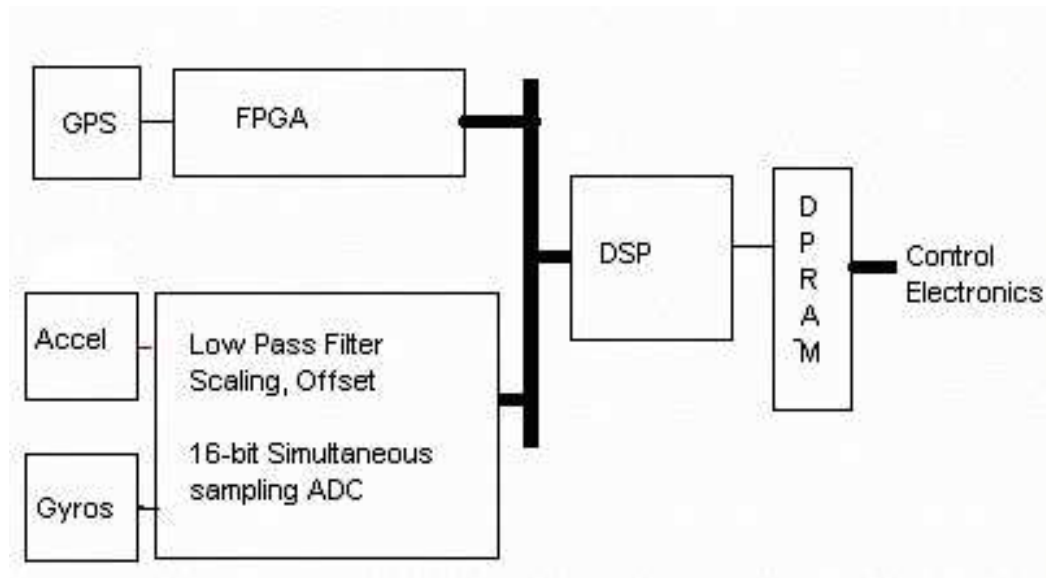 GPS
FPGA
DSP
D
P
R
A
M
Control
Electronics
Accel
Low Pass Filter
Scaling, Offset
16-bit Simultaneous
sampling ADC
Gyros